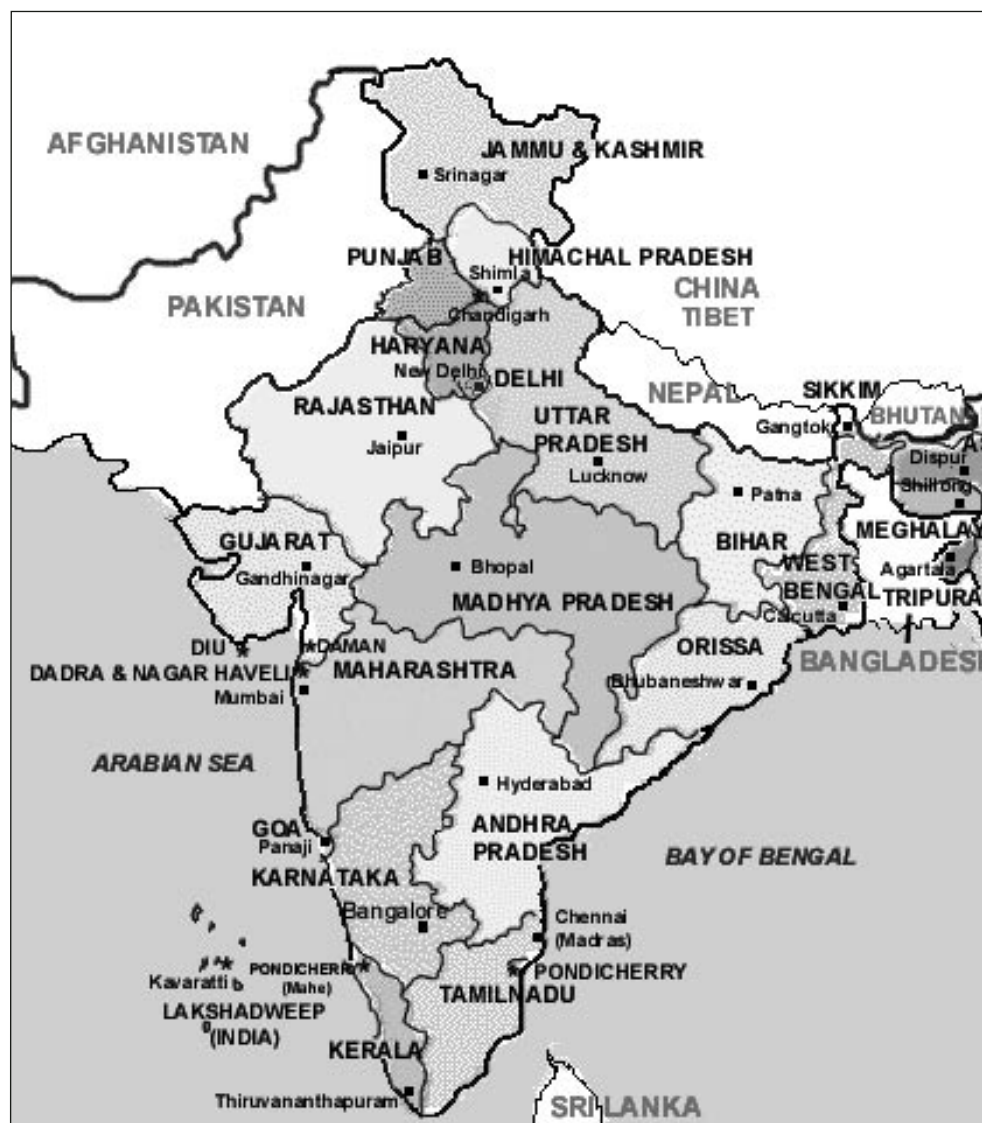 AFGHANISTAN
JAMMU & KASHMIR
Srinagar
PUNJAB
HIMACHAL PRADESH
Shimla
CHINA
TIBET
PAKISTAN
Chandigarh
HARYANA
New Delhi
DELHI
NEPAL
SIKKIM
BHUTAN
RAJASTHAN
UTTAR
PRADESH
Gangtok
Jaipur
Lucknow
Dispur
Patna
Shillong
GUJARAT
BIHAR
MEGHALAY
Gandhinagar
Bhopal
WEST
BENGAL
Agartala
MADHYA PRADESH
Calcutta
TRIPURA
DIU
DAMAN
ORISSA
DADRA & NAGAR HAVELI
MAHARASHTRA
BANGLADESH
Mumbai
Bhubaneshwar
ARABIAN SEA
Hyderabad
GOA
Panaji
ANDHRA
PRADESH
BAY OF BENGAL
KARNATAKA
Bangalore
Chennai
(Madras)
PONDICHERRY
(Mahe)
PONDICHERRY
Kavaratti
TAMILNADU
LAKSHADWEEP
(INDIA)
KERALA
Thiruvananthapuram
SRI LANKA